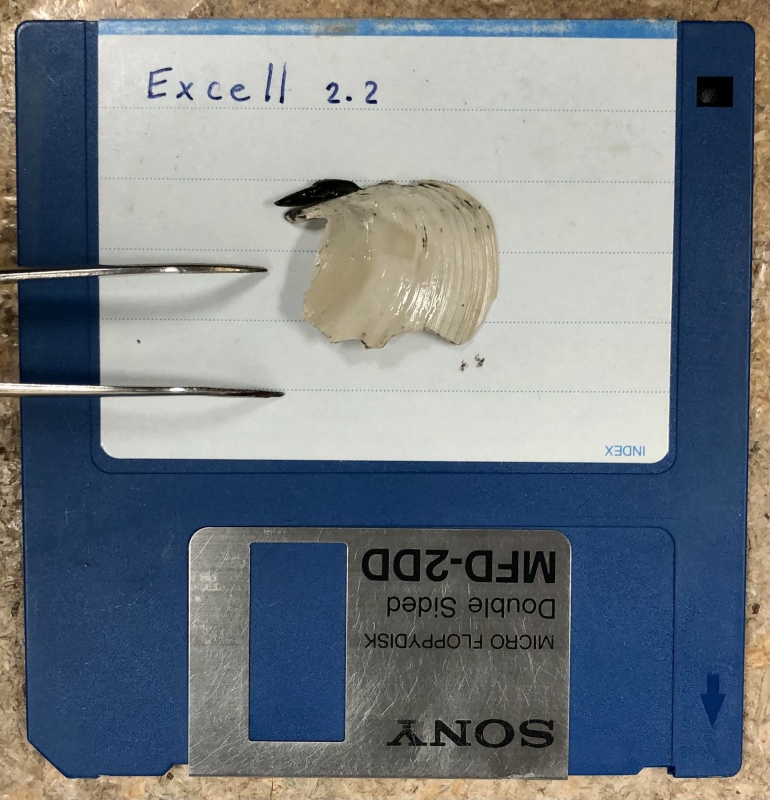 Excell 2.2
INDEX
MFD-2DD
Double Sided
MICRO FLOPPYDISK
SONY